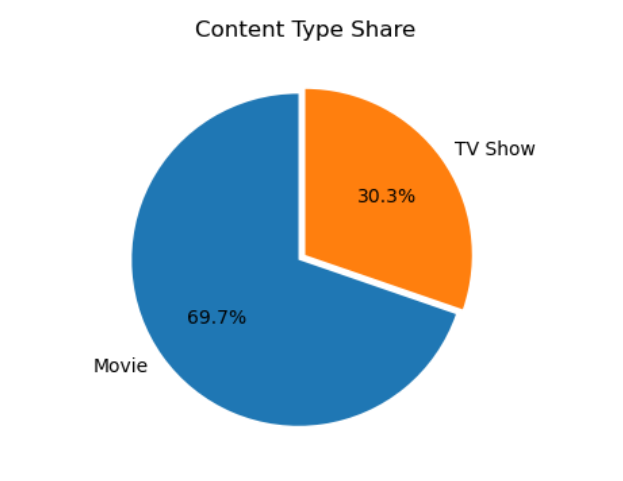 Content Type Share
TV Show
30.3%
69.7%
Movie